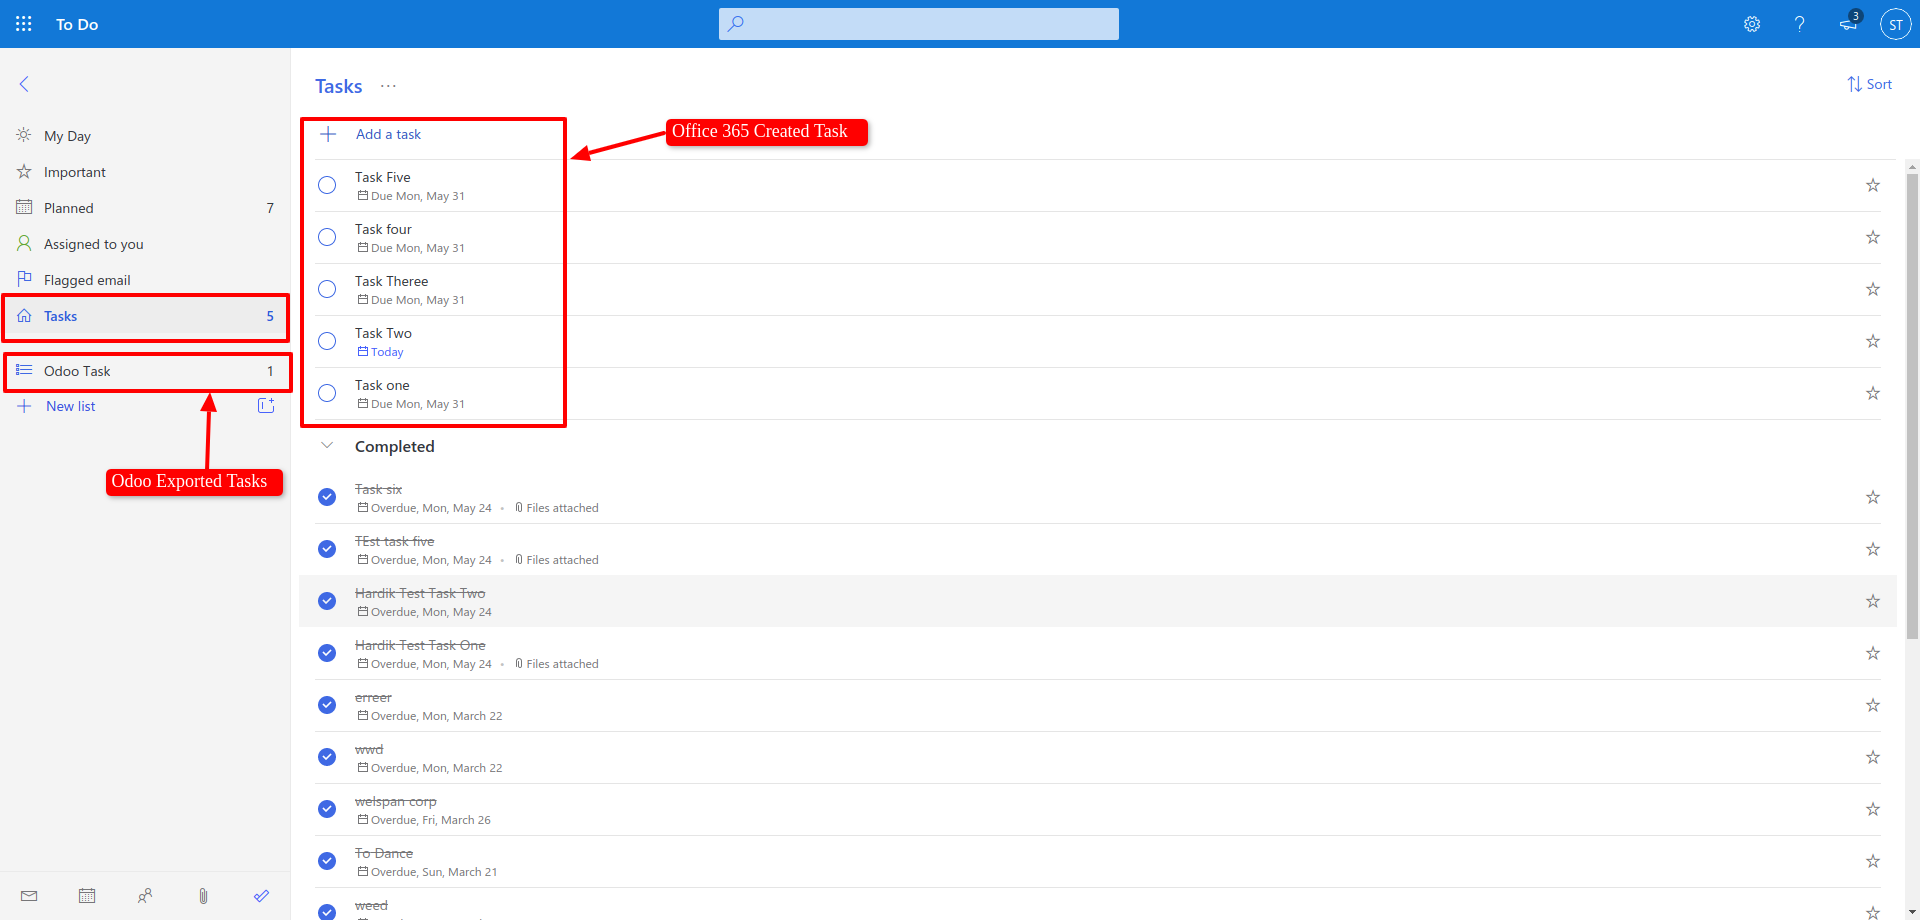 To Do
3
ST
Tasks ...
Sort
My Day
Important
Planned 7
Assigned to you
Flagged email
Tasks 5
Odoo Task 1
New list
Odoo Exported Tasks
Office 365 Created Task
Add a task
Task Five
Due Mon, May 31
Task four
Due Mon, May 31
Task Theree
Due Mon, May 31
Task Two
Today
Task one
Due Mon, May 31
Completed
Task six
Overdue, Mon, May 24 • Files attached
TEst task five
Overdue, Mon, May 24 • Files attached
Hardik Test Task Two
Overdue, Mon, May 24
Hardik Test Task One
Overdue, Mon, May 24 • Files attached
erreer
Overdue, Mon, March 22
wwd
Overdue, Mon, March 22
welspan corp
Overdue, Fri, March 26
To Dance
Overdue, Sun, March 21
weed